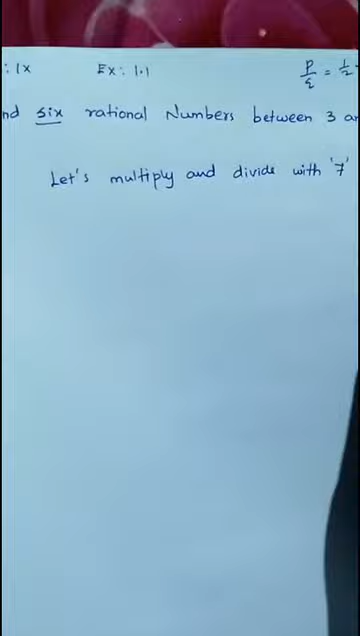 : IX Ex: 1.1 P/q = 1/2
nd six rational Numbers between 3 a
Let's multiply and divide with '7'